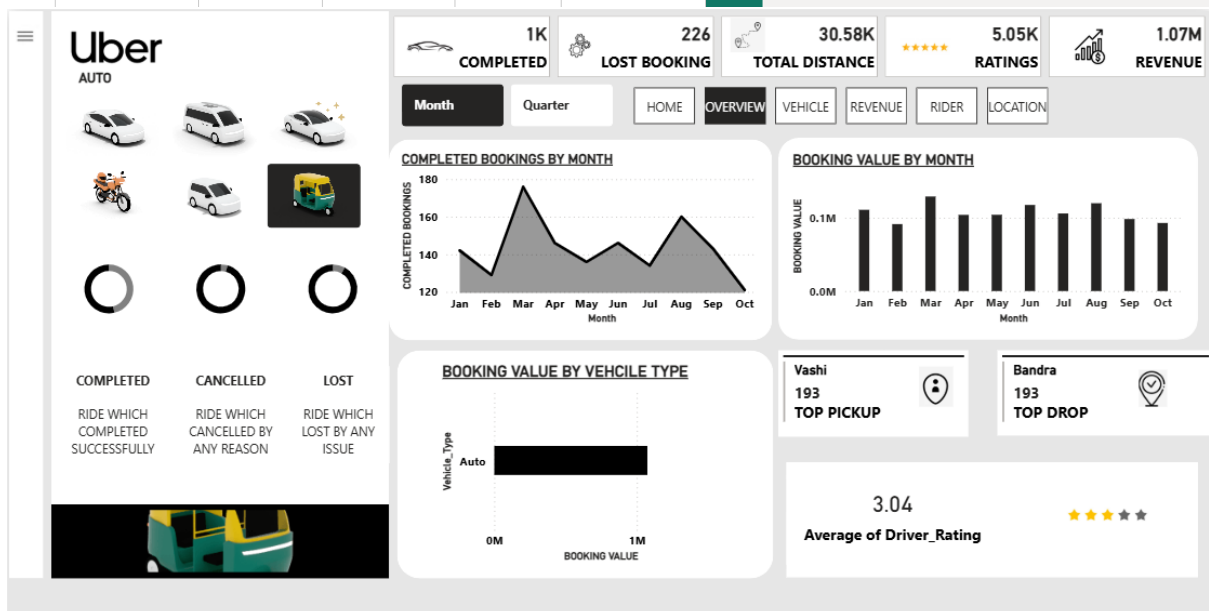 Uber
AUTO
1K
COMPLETED
226
LOST BOOKING
30.58K
TOTAL DISTANCE
5.05K
RATINGS
1.07M
REVENUE
Month
Quarter
HOME
OVERVIEW
VEHICLE
REVENUE
RIDER
LOCATION
COMPLETED BOOKINGS BY MONTH
COMPLETED BOOKINGS
180
160
140
120
Jan Feb Mar Apr May Jun Jul Aug Sep Oct
Month
BOOKING VALUE BY MONTH
BOOKING VALUE
0.1M
0.0M
Jan Feb Mar Apr May Jun Jul Aug Sep Oct
Month
COMPLETED
RIDE WHICH
COMPLETED
SUCCESSFULLY
CANCELLED
RIDE WHICH
CANCELLED BY
ANY REASON
LOST
RIDE WHICH
LOST BY ANY
ISSUE
BOOKING VALUE BY VEHCILE TYPE
Vehicle_Type
Auto
0M 1M
BOOKING VALUE
Vashi
193
TOP PICKUP
Bandra
193
TOP DROP
3.04
Average of Driver_Rating